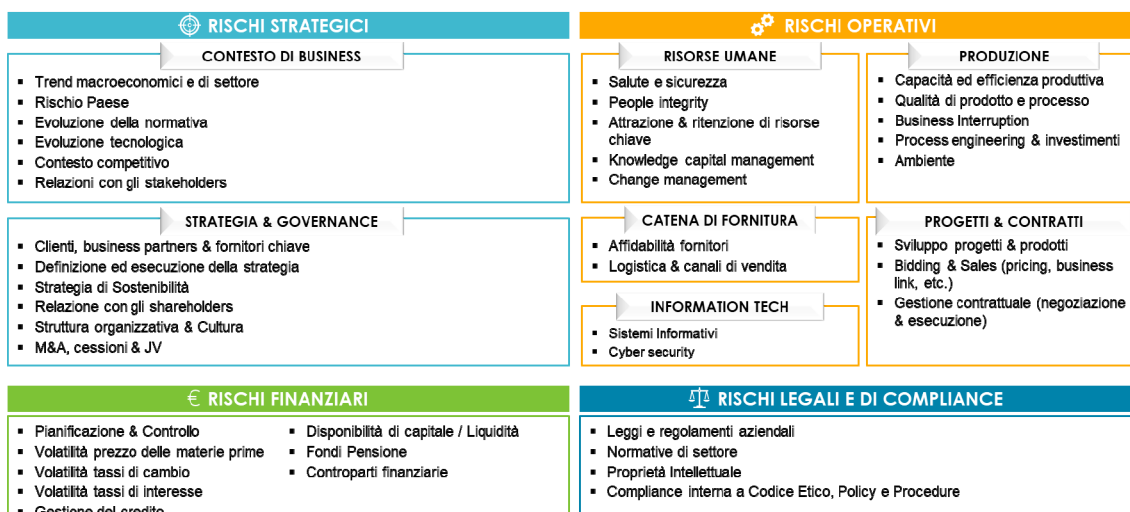 RISCHI STRATEGICI
CONTESTO DI BUSINESS
▪ Trend macroeconomici e di settore
▪ Rischio Paese
▪ Evoluzione della normativa
▪ Evoluzione tecnologica
▪ Contesto competitivo
▪ Relazioni con gli stakeholders
STRATEGIA & GOVERNANCE
▪ Clienti, business partners & fornitori chiave
▪ Definizione ed esecuzione della strategia
▪ Strategia di Sostenibilità
▪ Relazione con gli shareholders
▪ Struttura organizzativa & Cultura
▪ M&A, cessioni & JV
RISCHI OPERATIVI
RISORSE UMANE
▪ Salute e sicurezza
▪ People integrity
▪ Attrazione & ritenzione di risorse
chiave
▪ Knowledge capital management
▪ Change management
PRODUZIONE
▪ Capacità ed efficienza produttiva
▪ Qualità di prodotto e processo
▪ Business Interruption
▪ Process engineering & investimenti
▪ Ambiente
CATENA DI FORNITURA
▪ Affidabilità fornitori
▪ Logistica & canali di vendita
INFORMATION TECH
▪ Sistemi Informativi
▪ Cyber security
PROGETTI & CONTRATTI
▪ Sviluppo progetti & prodotti
▪ Bidding & Sales (pricing, business
link, etc.)
▪ Gestione contrattuale (negoziazione
& esecuzione)
€ RISCHI FINANZIARI
▪ Pianificazione & Controllo
▪ Volatilità prezzo delle materie prime
▪ Volatilità tassi di cambio
▪ Volatilità tassi di interesse
▪ Gestione del credito
▪ Disponibilità di capitale / Liquidità
▪ Fondi Pensione
▪ Controparti finanziarie
RISCHI LEGALI E DI COMPLIANCE
▪ Leggi e regolamenti aziendali
▪ Normative di settore
▪ Proprietà Intellettuale
▪ Compliance interna a Codice Etico, Policy e Procedure